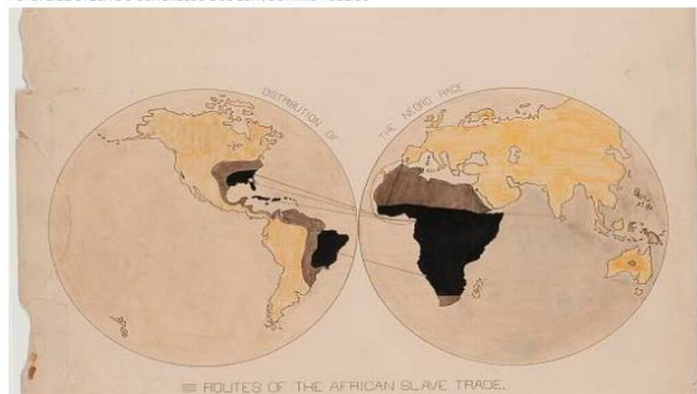 DISTRIBUTION OF THE NEGRO RACE
ROUTES OF THE AFRICAN SLAVE TRADE.